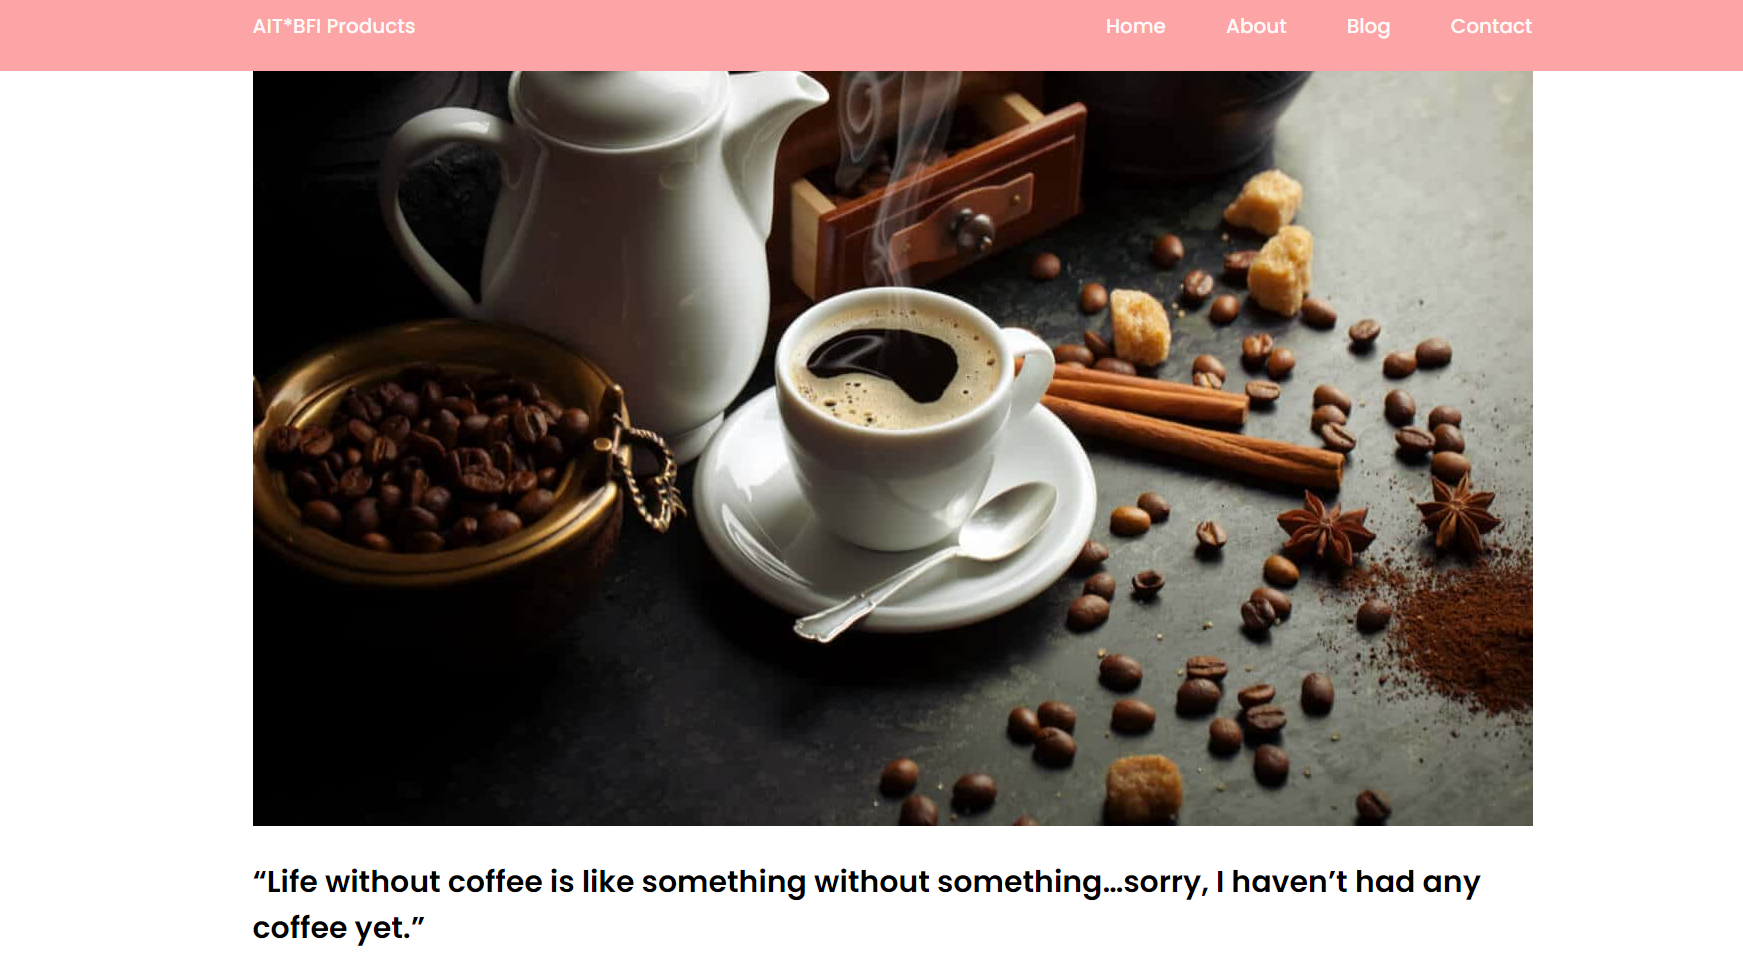 AIT*BFI Products
Home About Blog Contact
“Life without coffee is like something without something...sorry, I haven’t had any
coffee yet.”